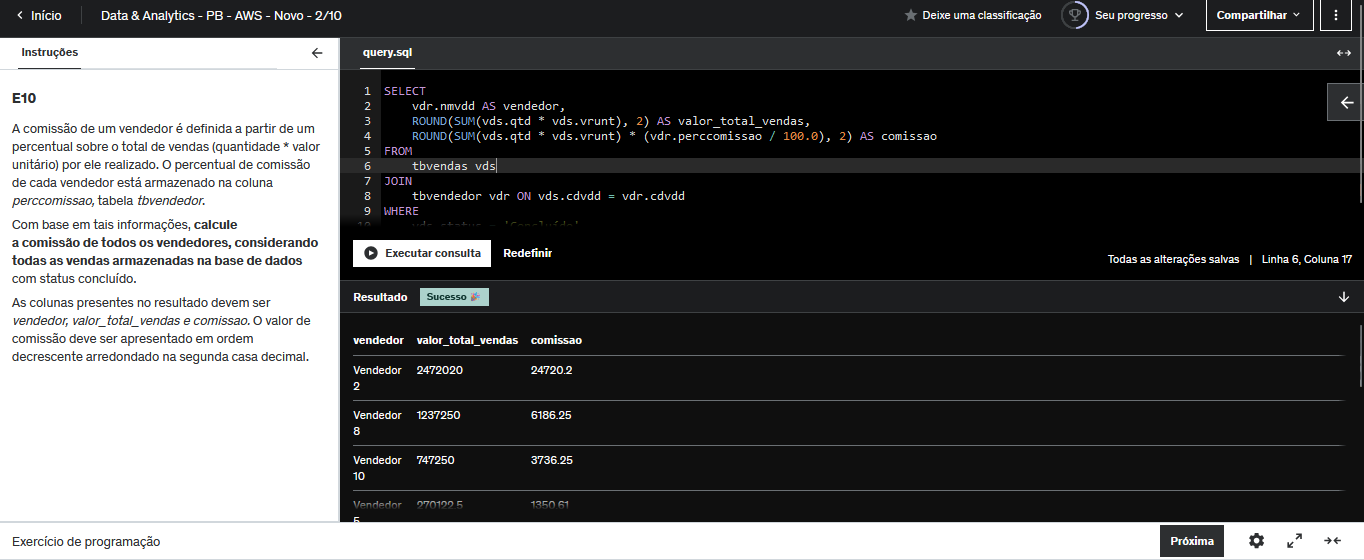 Início
Data & Analytics - PB - AWS - Novo - 2/10
Deixe uma classificação
Seu progresso
Compartilhar
Instruções
E10
A comissão de um vendedor é definida a partir de um
percentual sobre o total de vendas (quantidade * valor
unitário) por ele realizado. O percentual de comissão
de cada vendedor está armazenado na coluna
perccomissao, tabela tbvendedor.
Com base em tais informações, calcule
a comissão de todos os vendedores, considerando
todas as vendas armazenadas na base de dados
com status concluído.
As colunas presentes no resultado devem ser
vendedor, valor_total_vendas e comissao. O valor de
comissão deve ser apresentado em ordem
decrescente arredondado na segunda casa decimal.
query.sql
1 SELECT
2 vdr.nmvdd AS vendedor,
3 ROUND(SUM(vds.qtd * vds.vrunt), 2) AS valor_total_vendas,
4 ROUND(SUM(vds.qtd * vds.vrunt) * (vdr.perccomissao / 100.0), 2) AS comissao
5 FROM
6 tbvendas vds
7 JOIN
8 tbvendedor vdr ON vds.cdvdd = vdr.cdvdd
9 WHERE
10 vds.status = 'Concluído'
Executar consulta
Redefinir
Todas as alterações salvas | Linha 6, Coluna 17
Resultado
Sucesso 🎉
vendedor valor_total_vendas comissao
Vendedor 2472020 24720.2
2
Vendedor 1237250 6186.25
8
Vendedor 747250 3736.25
10
Vendedor 270122.5 1350.61
5
Exercício de programação
Próxima